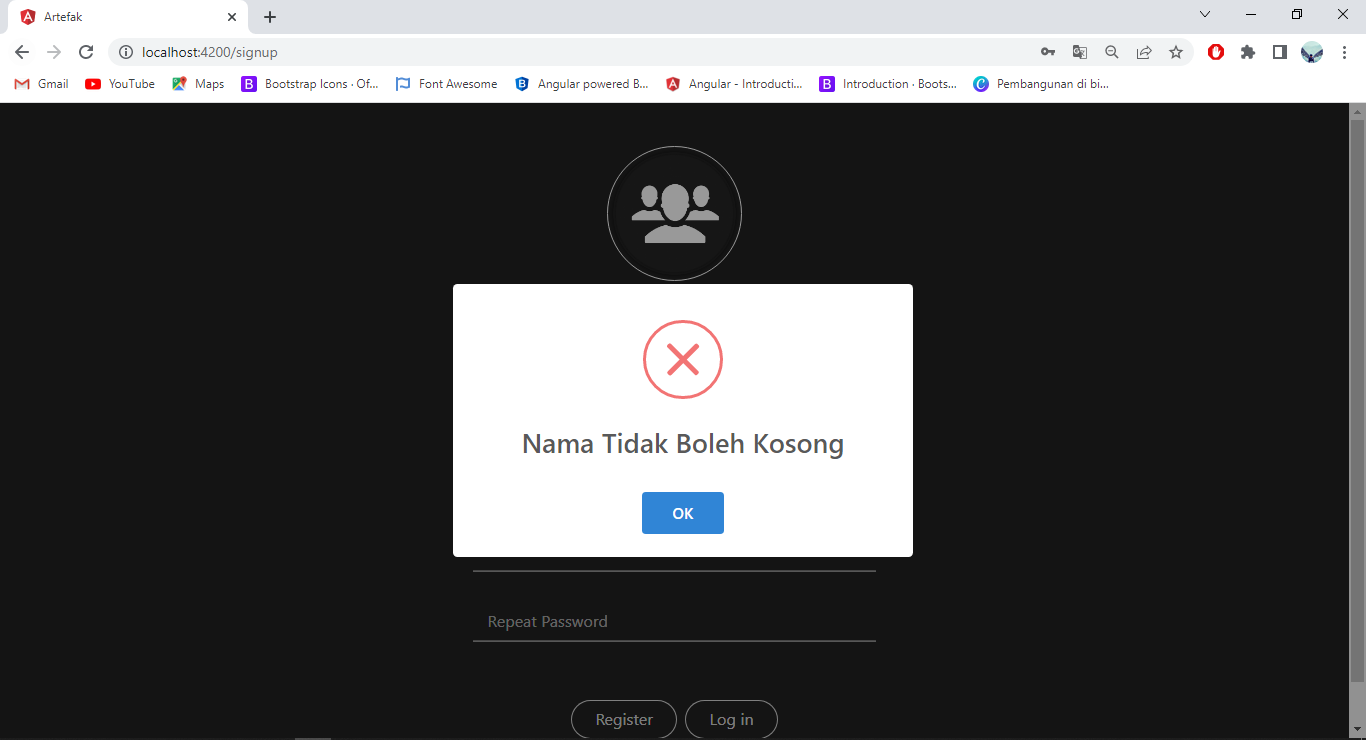 Artefak
localhost:4200/signup
Gmail
YouTube
Maps
Bootstrap Icons · Of...
Font Awesome
Angular powered B...
Angular - Introducti...
Introduction · Boots...
Pembangunan di bi...
Nama Tidak Boleh Kosong
OK
Repeat Password
Register
Log in